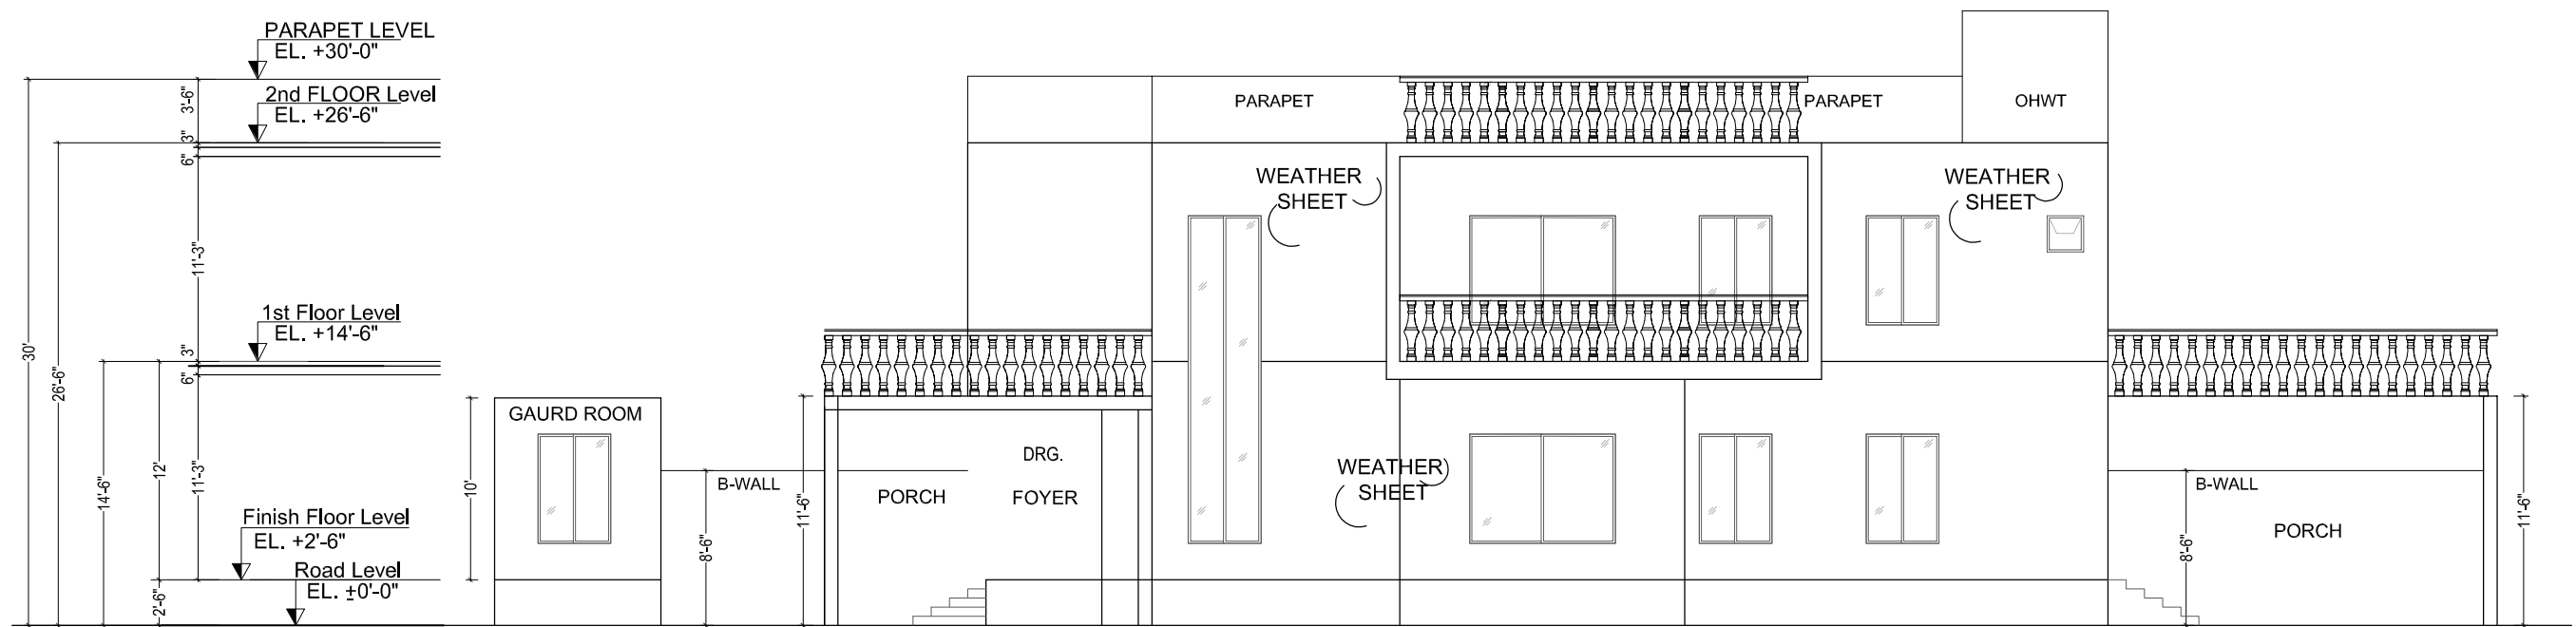 PARAPET LEVEL
EL. +30'-0"
2nd FLOOR Level
EL. +26'-6"
1st Floor Level
EL. +14'-6"
Finish Floor Level
EL. +2'-6"
Road Level
EL. ±0'-0"
30'
26'-6"
14'-6"
12'
2'-6"
3'-6"
3"
6"
11'-3"
3"
6"
11'-3"
10'
GAURD ROOM
B-WALL
8'-6"
11'-6"
PORCH
DRG.
FOYER
PARAPET
PARAPET
OHWT
WEATHER
SHEET
WEATHER
SHEET
WEATHER
SHEET
B-WALL
8'-6"
PORCH
11'-6"